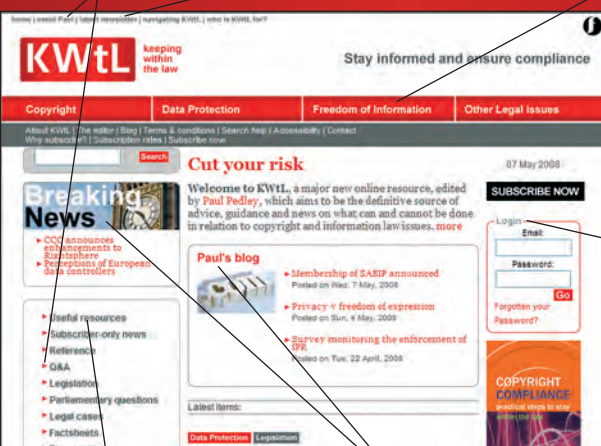 home | email Paul | latest newsletter | navigating KWtL | who is KWtL for?
KWtL
keeping
within
the law
Stay informed and ensure compliance
Copyright
Data Protection
Freedom of Information
Other Legal Issues
About KWtL | The editor | Blog | Terms & conditions | Search help | Accessibility | Contact
Why subscribe? | Subscription rates | Subscribe now
Search
Cut your risk
07 May 2008
Breaking
News
Welcome to KWtL, a major new online resource, edited
by Paul Pedley, which aims to be the definitive source of
advice, guidance and news on what can and cannot be done
in relation to copyright and information law issues. more
SUBSCRIBE NOW
CCC announces
enhancements to
Rightsphere
Perceptions of European
data controllers
Login
Email:
Password:
Go
Forgotten your
Password?
Paul's blog
Membership of SABIP announced
Posted on Wed, 7 May, 2008
Privacy v freedom of expression
Posted on Sun, 4 May, 2008
Survey monitoring the enforcement of
IPR
Posted on Tue, 22 April, 2008
Useful resources
Subscriber-only news
Reference
Q&A
Legislation
Parliamentary questions
Legal cases
Factsheets
COPYRIGHT
COMPLIANCE
practical steps to stay
within the law
Latest items:
Data Protection
Legislation